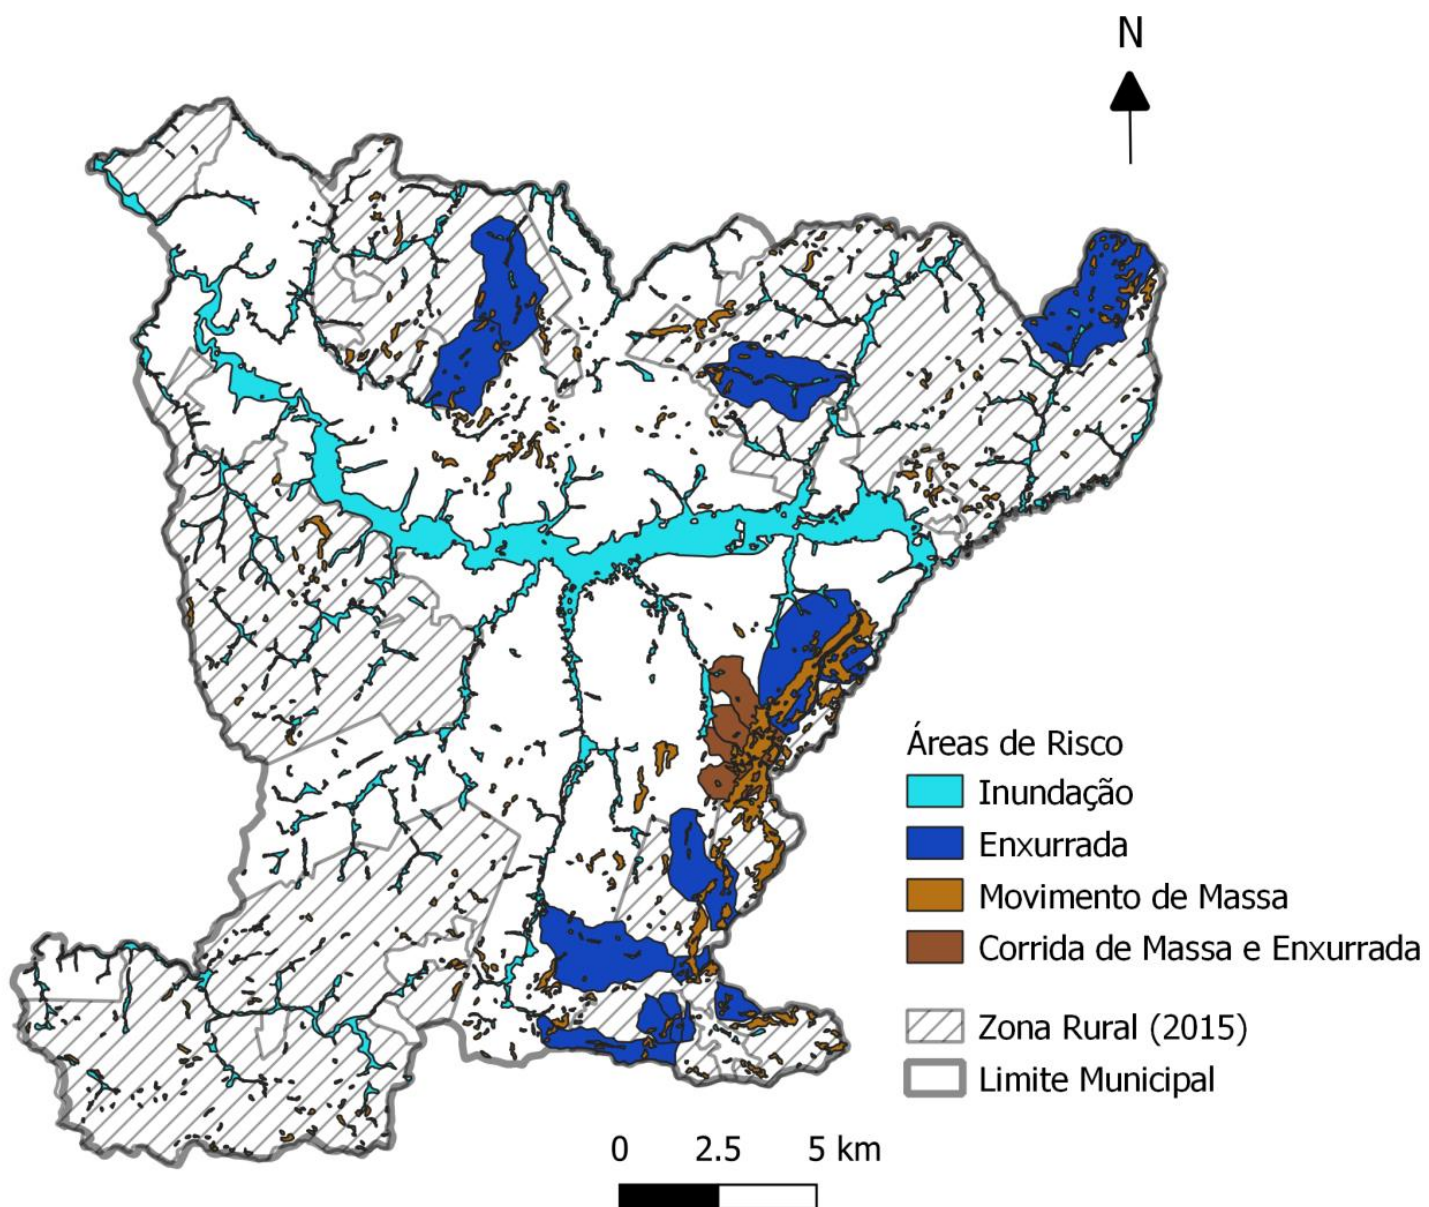 N
Áreas de Risco
Inundação
Enxurrada
Movimento de Massa
Corrida de Massa e Enxurrada
Zona Rural (2015)
Limite Municipal
0 2.5 5 km